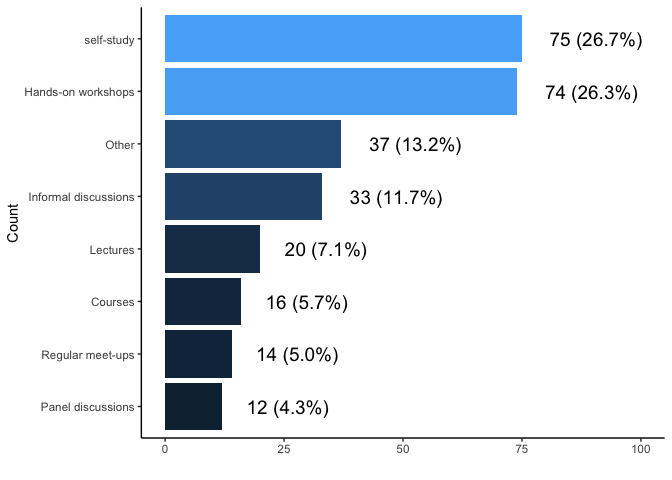 self-study 75 (26.7%)
Hands-on workshops 74 (26.3%)
Other 37 (13.2%)
Informal discussions 33 (11.7%)
Lectures 20 (7.1%)
Courses 16 (5.7%)
Regular meet-ups 14 (5.0%)
Panel discussions 12 (4.3%)
Count
0 25 50 75 100